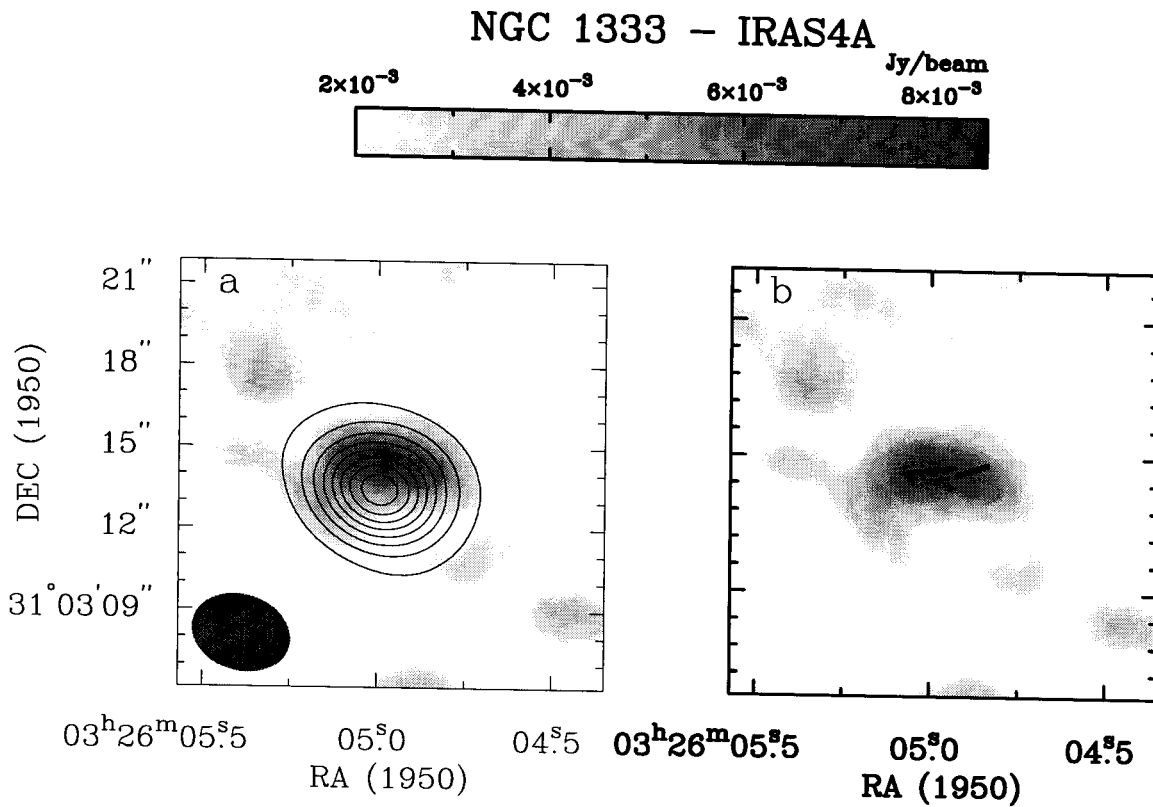 NGC 1333 – IRAS4A
Jy/beam
2×10⁻³ 4×10⁻³ 6×10⁻³ 8×10⁻³
a
b
21″
18″
15″
12″
31°03′09″
DEC (1950)
03ʰ26ᵐ05ˢ.5 05ˢ.0 04ˢ.5
RA (1950)
03ʰ26ᵐ05ˢ.5 05ˢ.0 04ˢ.5
RA (1950)